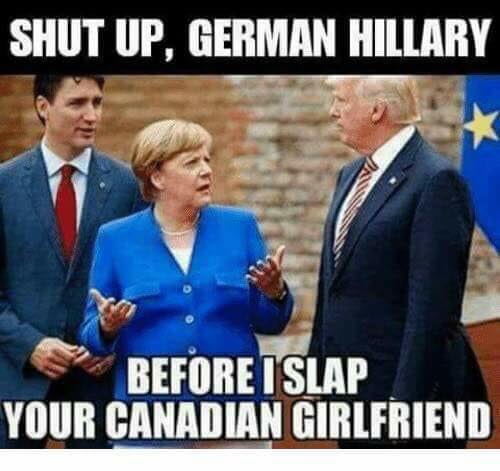 SHUT UP, GERMAN HILLARY
BEFORE I SLAP
YOUR CANADIAN GIRLFRIEND